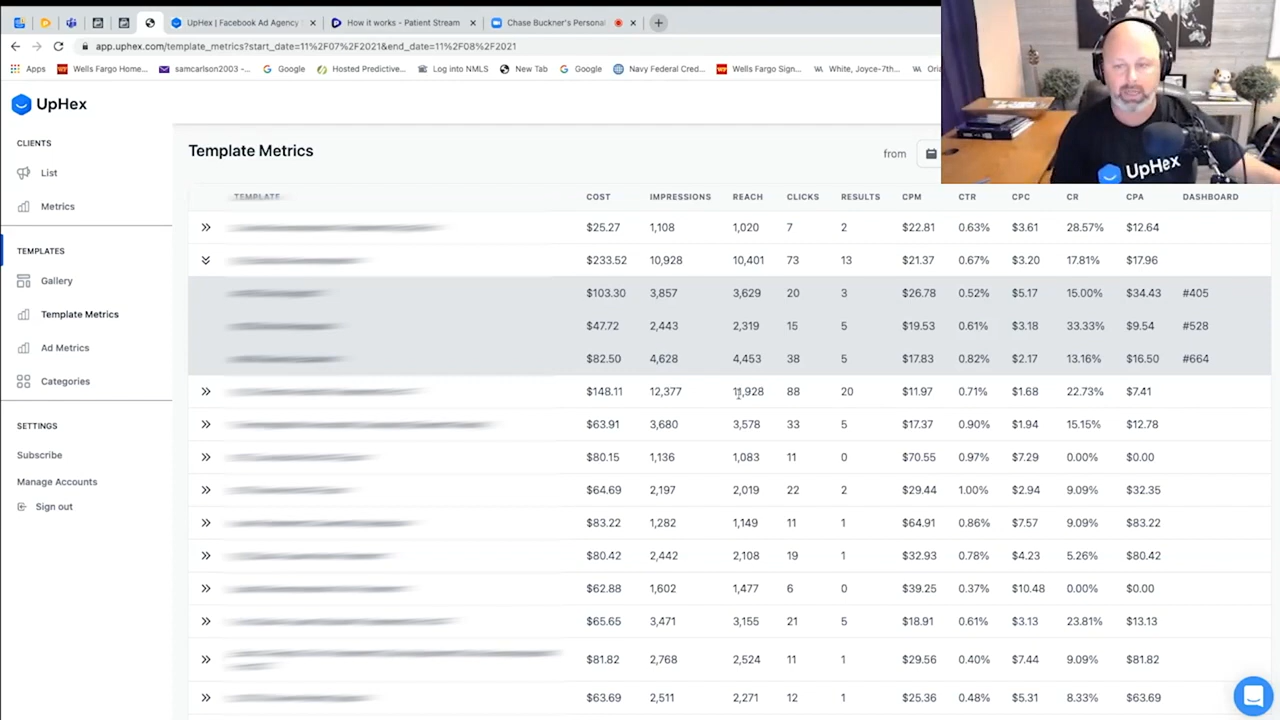 UpHex | Facebook Ad Agency
How it works - Patient Stream
Chase Buckner's Personal
app.uphex.com/template_metrics?start_date=11%2F07%2F2021&end_date=11%2F08%2F2021
Apps Wells Fargo Home... samcarlson2003 -... Google Hosted Predictive... Log into NMLS New Tab Google Navy Federal Cred... Wells Fargo Sign... White, Joyce-7th...
UpHex
UpHex
CLIENTS
List
Metrics
TEMPLATES
Gallery
Template Metrics
Ad Metrics
Categories
SETTINGS
Subscribe
Manage Accounts
Sign out
Template Metrics
from
TEMPLATE COST IMPRESSIONS REACH CLICKS RESULTS CPM CTR CPC CR CPA DASHBOARD
$25.27 1,108 1,020 7 2 $22.81 0.63% $3.61 28.57% $12.64
$233.52 10,928 10,401 73 13 $21.37 0.67% $3.20 17.81% $17.96
$103.30 3,857 3,629 20 3 $26.78 0.52% $5.17 15.00% $34.43 #405
$47.72 2,443 2,319 15 5 $19.53 0.61% $3.18 33.33% $9.54 #528
$82.50 4,628 4,453 38 5 $17.83 0.82% $2.17 13.16% $16.50 #664
$148.11 12,377 11,928 88 20 $11.97 0.71% $1.68 22.73% $7.41
$63.91 3,680 3,578 33 5 $17.37 0.90% $1.94 15.15% $12.78
$80.15 1,136 1,083 11 0 $70.55 0.97% $7.29 0.00% $0.00
$64.69 2,197 2,019 22 2 $29.44 1.00% $2.94 9.09% $32.35
$83.22 1,282 1,149 11 1 $64.91 0.86% $7.57 9.09% $83.22
$80.42 2,442 2,108 19 1 $32.93 0.78% $4.23 5.26% $80.42
$62.88 1,602 1,477 6 0 $39.25 0.37% $10.48 0.00% $0.00
$65.65 3,471 3,155 21 5 $18.91 0.61% $3.13 23.81% $13.13
$81.82 2,768 2,524 11 1 $29.56 0.40% $7.44 9.09% $81.82
$63.69 2,511 2,271 12 1 $25.36 0.48% $5.31 8.33% $63.69